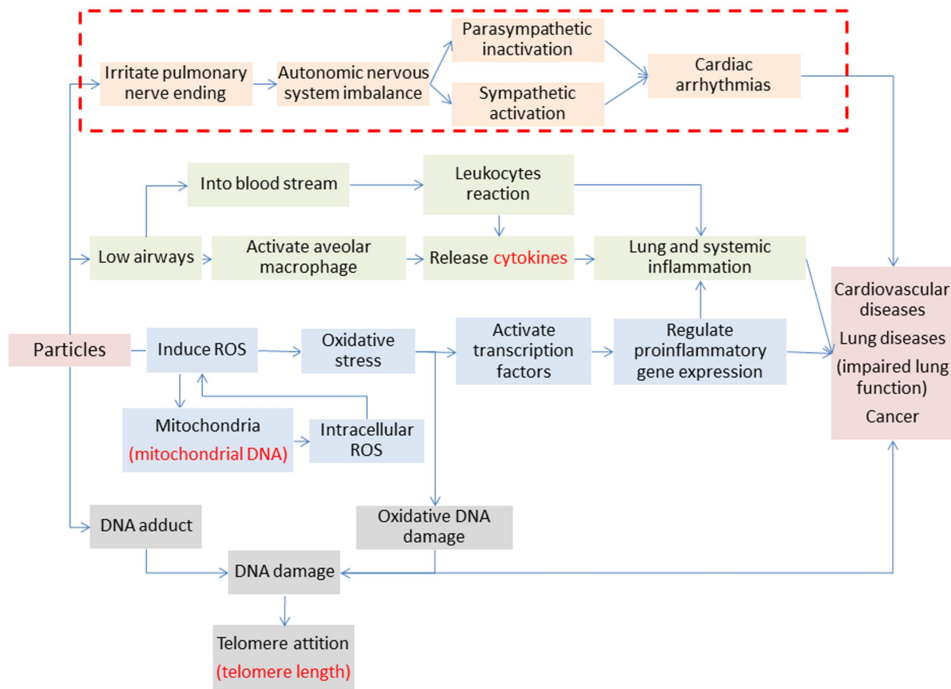 Parasympathetic
inactivation
Irritate pulmonary
nerve ending
Autonomic nervous
system imbalance
Sympathetic
activation
Cardiac
arrhythmias
Into blood stream
Leukocytes
reaction
Low airways
Activate aveolar
macrophage
Release cytokines
Lung and systemic
inflammation
Particles
Induce ROS
Oxidative
stress
Activate
transcription
factors
Regulate
proinflammatory
gene expression
Cardiovascular
diseases
Lung diseases
(impaired lung
function)
Cancer
Mitochondria
(mitochondrial DNA)
Intracellular
ROS
DNA adduct
Oxidative DNA
damage
DNA damage
Telomere attition
(telomere length)